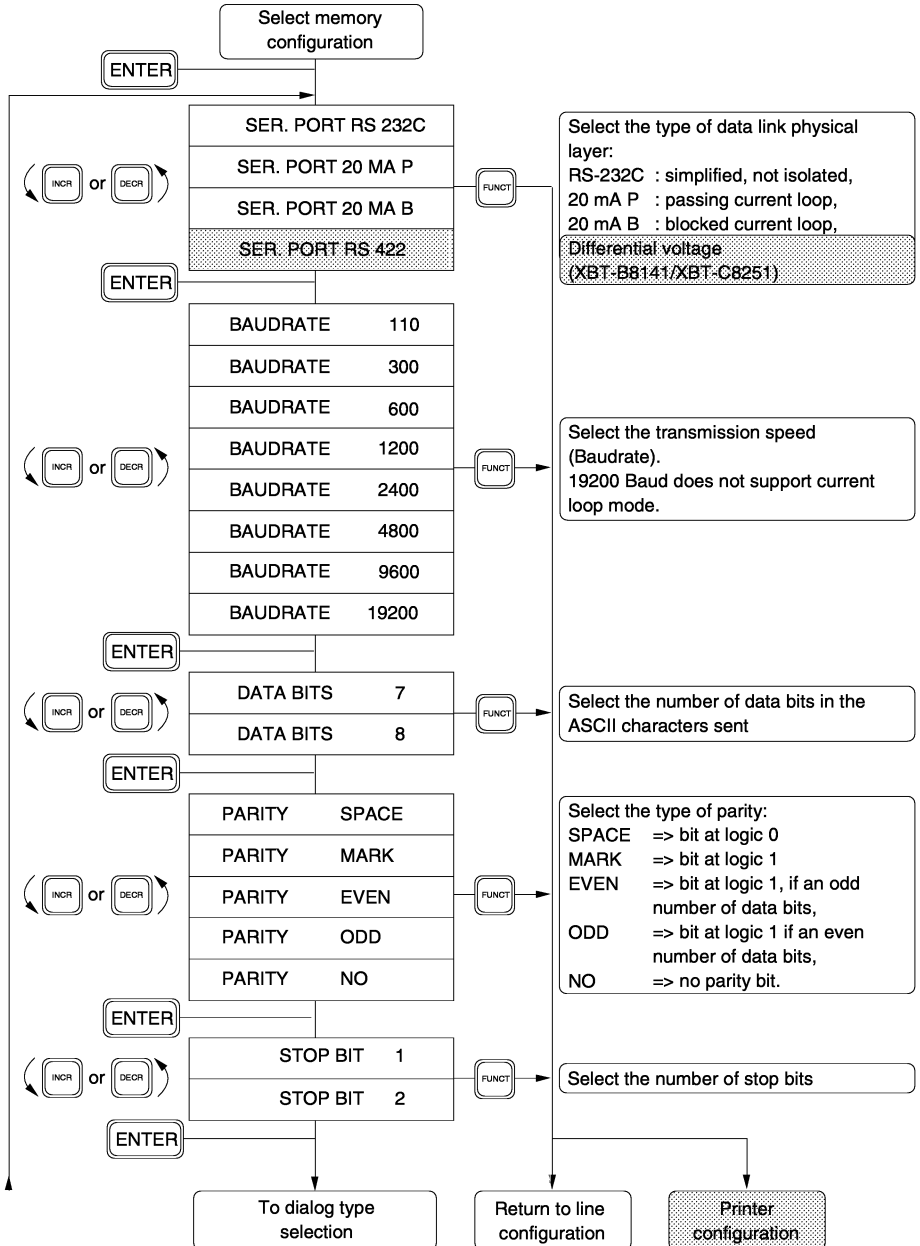 Select memory
configuration
ENTER
SER. PORT RS 232C
SER. PORT 20 MA P
SER. PORT 20 MA B
SER. PORT RS 422
INCR or DECR
FUNCT
Select the type of data link physical
layer:
RS-232C : simplified, not isolated,
20 mA P : passing current loop,
20 mA B : blocked current loop,
Differential voltage
(XBT-B8141/XBT-C8251)
ENTER
BAUDRATE 110
BAUDRATE 300
BAUDRATE 600
BAUDRATE 1200
BAUDRATE 2400
BAUDRATE 4800
BAUDRATE 9600
BAUDRATE 19200
INCR or DECR
FUNCT
Select the transmission speed
(Baudrate).
19200 Baud does not support current
loop mode.
ENTER
DATA BITS 7
DATA BITS 8
INCR or DECR
FUNCT
Select the number of data bits in the
ASCII characters sent
ENTER
PARITY SPACE
PARITY MARK
PARITY EVEN
PARITY ODD
PARITY NO
INCR or DECR
FUNCT
Select the type of parity:
SPACE => bit at logic 0
MARK => bit at logic 1
EVEN => bit at logic 1, if an odd
number of data bits,
ODD => bit at logic 1 if an even
number of data bits,
NO => no parity bit.
ENTER
STOP BIT 1
STOP BIT 2
INCR or DECR
FUNCT
Select the number of stop bits
ENTER
To dialog type
selection
Return to line
configuration
Printer
configuration